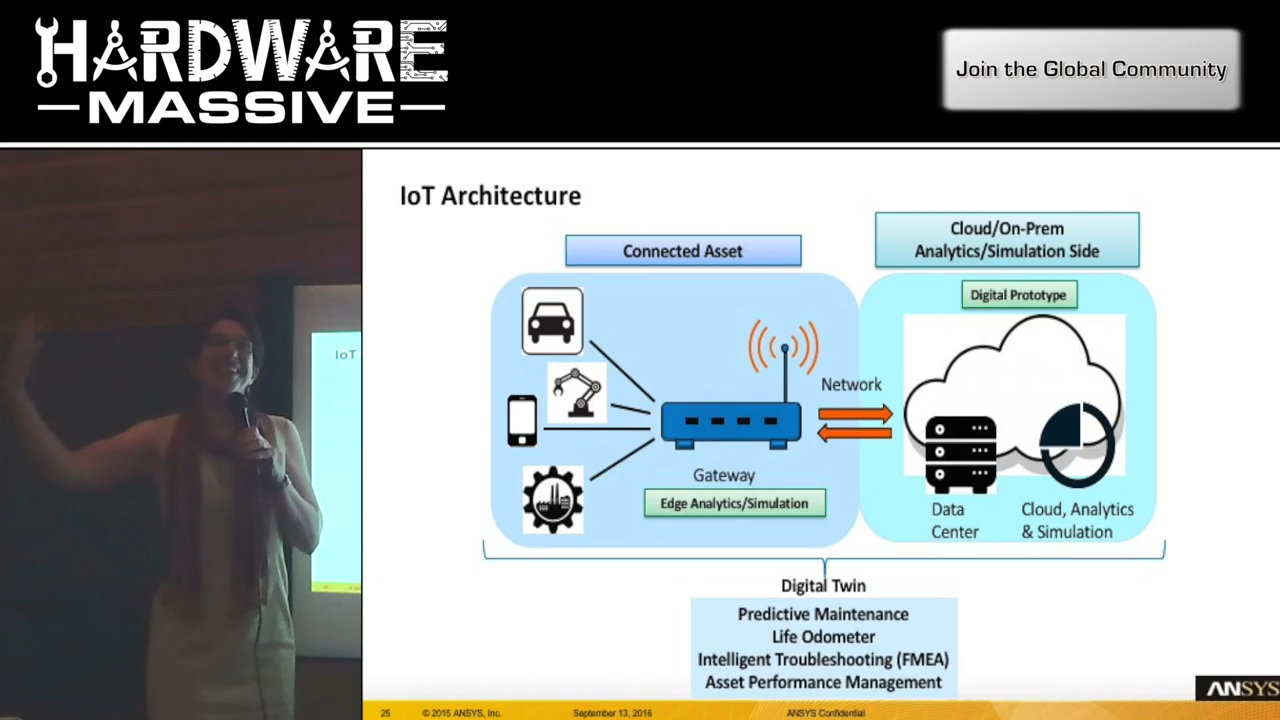 HARDWARE
MASSIVE
Join the Global Community
IoT Architecture
Connected Asset
Cloud/On-Prem
Analytics/Simulation Side
Digital Prototype
Network
Gateway
Edge Analytics/Simulation
Data
Center
Cloud, Analytics
& Simulation
Digital Twin
Predictive Maintenance
Life Odometer
Intelligent Troubleshooting (FMEA)
Asset Performance Management
ANSYS
25 © 2015 ANSYS, Inc. September 13, 2016 ANSYS Confidential
IoT